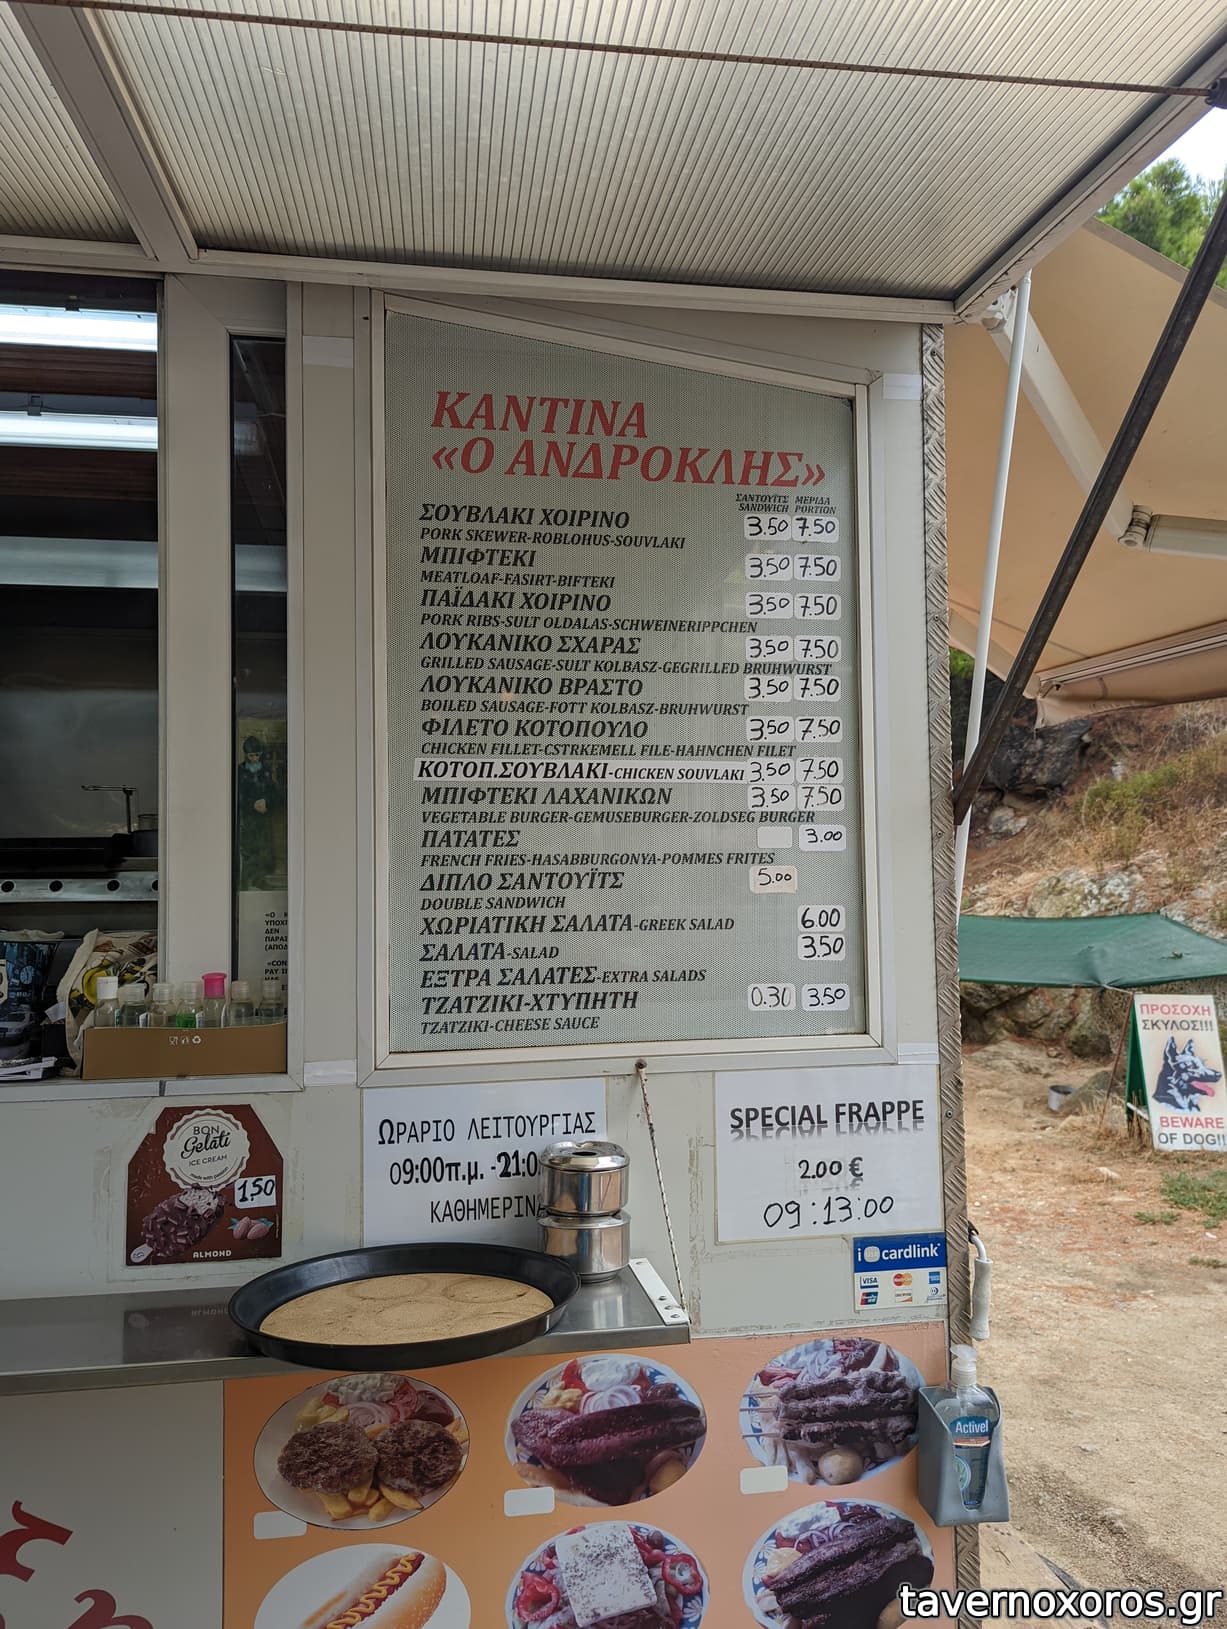 ΚΑΝΤΙΝΑ
«Ο ΑΝΔΡΟΚΛΗΣ»
ΣΑΝΤΟΥΪΤΣ ΜΕΡΙΔΑ
SANDWICH PORTION
ΣΟΥΒΛΑΚΙ ΧΟΙΡΙΝΟ 3.50 7.50
PORK SKEWER-ROBLOHUS-SOUVLAKI
ΜΠΙΦΤΕΚΙ 3.50 7.50
MEATLOAF-FASIRT-BIFTEKI
ΠΑΪΔΑΚΙ ΧΟΙΡΙΝΟ 3.50 7.50
PORK RIBS-SULT OLDALAS-SCHWEINERIPPCHEN
ΛΟΥΚΑΝΙΚΟ ΣΧΑΡΑΣ 3.50 7.50
GRILLED SAUSAGE-SULT KOLBASZ-GEGRILLED BRUHWURST
ΛΟΥΚΑΝΙΚΟ ΒΡΑΣΤΟ 3.50 7.50
BOILED SAUSAGE-FOTT KOLBASZ-BRUHWURST
ΦΙΛΕΤΟ ΚΟΤΟΠΟΥΛΟ 3.50 7.50
CHICKEN FILLET-CSTRKEMELL FILE-HAHNCHEN FILET
ΚΟΤΟΠ.ΣΟΥΒΛΑΚΙ-CHICKEN SOUVLAKI 3.50 7.50
ΜΠΙΦΤΕΚΙ ΛΑΧΑΝΙΚΩΝ 3.50 7.50
VEGETABLE BURGER-GEMUSEBURGER-ZOLDSEG BURGER
ΠΑΤΑΤΕΣ 3.00
FRENCH FRIES-HASABBURGONYA-POMMES FRITES
ΔΙΠΛΟ ΣΑΝΤΟΥΪΤΣ 5.00
DOUBLE SANDWICH
ΧΩΡΙΑΤΙΚΗ ΣΑΛΑΤΑ-GREEK SALAD 6.00
ΣΑΛΑΤΑ-SALAD 3.50
ΕΞΤΡΑ ΣΑΛΑΤΕΣ-EXTRA SALADS
ΤΖΑΤΖΙΚΙ-ΧΤΥΠΗΤΗ 0.30 3.50
TZATZIKI-CHEESE SAUCE
ΠΡΟΣΟΧΗ
ΣΚΥΛΟΣ!!!
BEWARE
OF DOG!!
BON
Gelati
ICE CREAM
made with passion
1,50
ALMOND
ΩΡΑΡΙΟ ΛΕΙΤΟΥΡΓΙΑΣ
09:00π.μ. -21:0
ΚΑΘΗΜΕΡΙΝΑ
SPECIAL FRAPPE
2.00 €
09:13:00
cardlink
VISA
Activel
tavernoxoros.gr